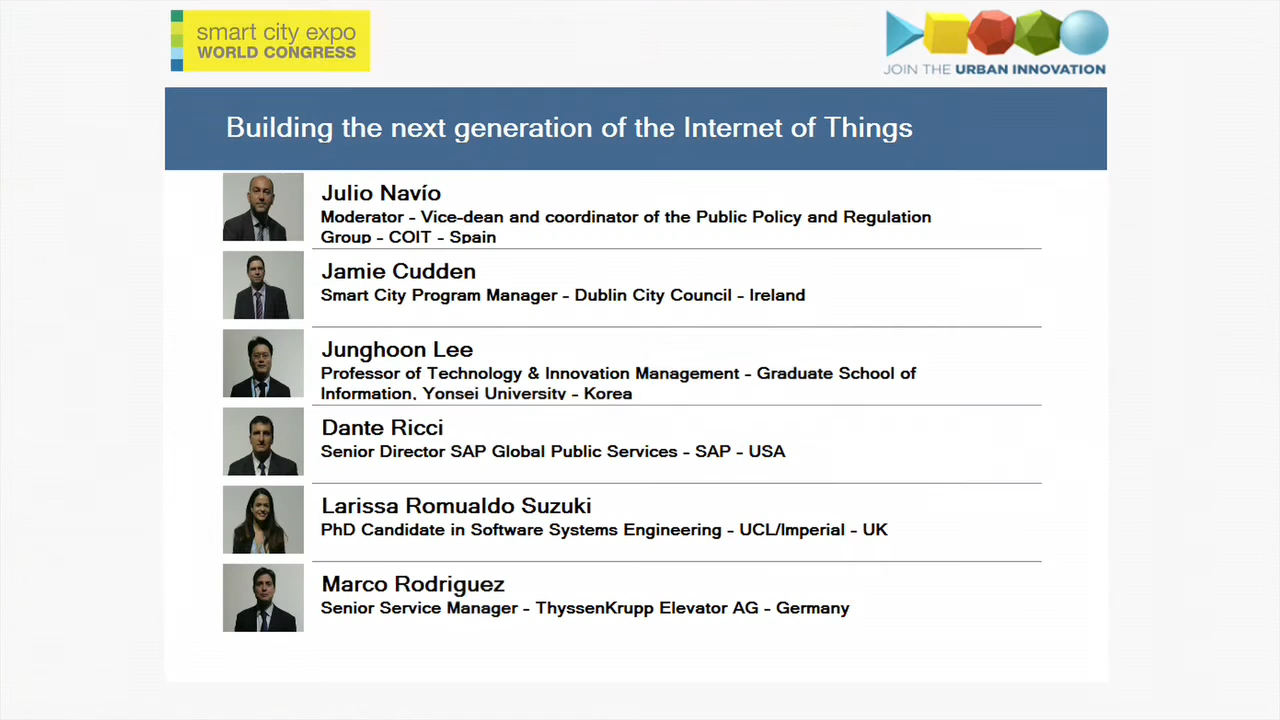 smart city expo
WORLD CONGRESS
JOIN THE URBAN INNOVATION
Building the next generation of the Internet of Things
Julio Navío
Moderator - Vice-dean and coordinator of the Public Policy and Regulation
Group - COIT - Spain
Jamie Cudden
Smart City Program Manager - Dublin City Council - Ireland
Junghoon Lee
Professor of Technology & Innovation Management - Graduate School of
Information, Yonsei University - Korea
Dante Ricci
Senior Director SAP Global Public Services - SAP - USA
Larissa Romualdo Suzuki
PhD Candidate in Software Systems Engineering - UCL/Imperial - UK
Marco Rodriguez
Senior Service Manager - ThyssenKrupp Elevator AG - Germany